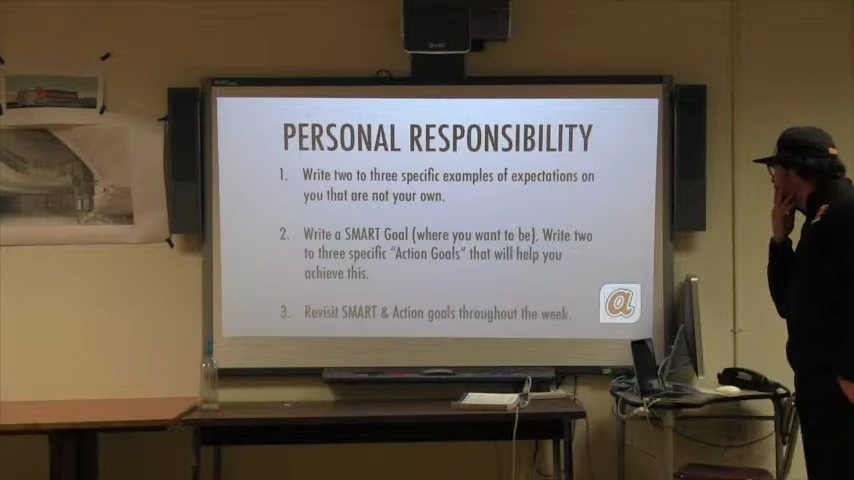 PERSONAL RESPONSIBILITY
1. Write two to three specific examples of expectations on
you that are not your own.
2. Write a SMART Goal (where you want to be). Write two
to three specific “Action Goals” that will help you
achieve this.
3. Revisit SMART & Action goals throughout the week.
a